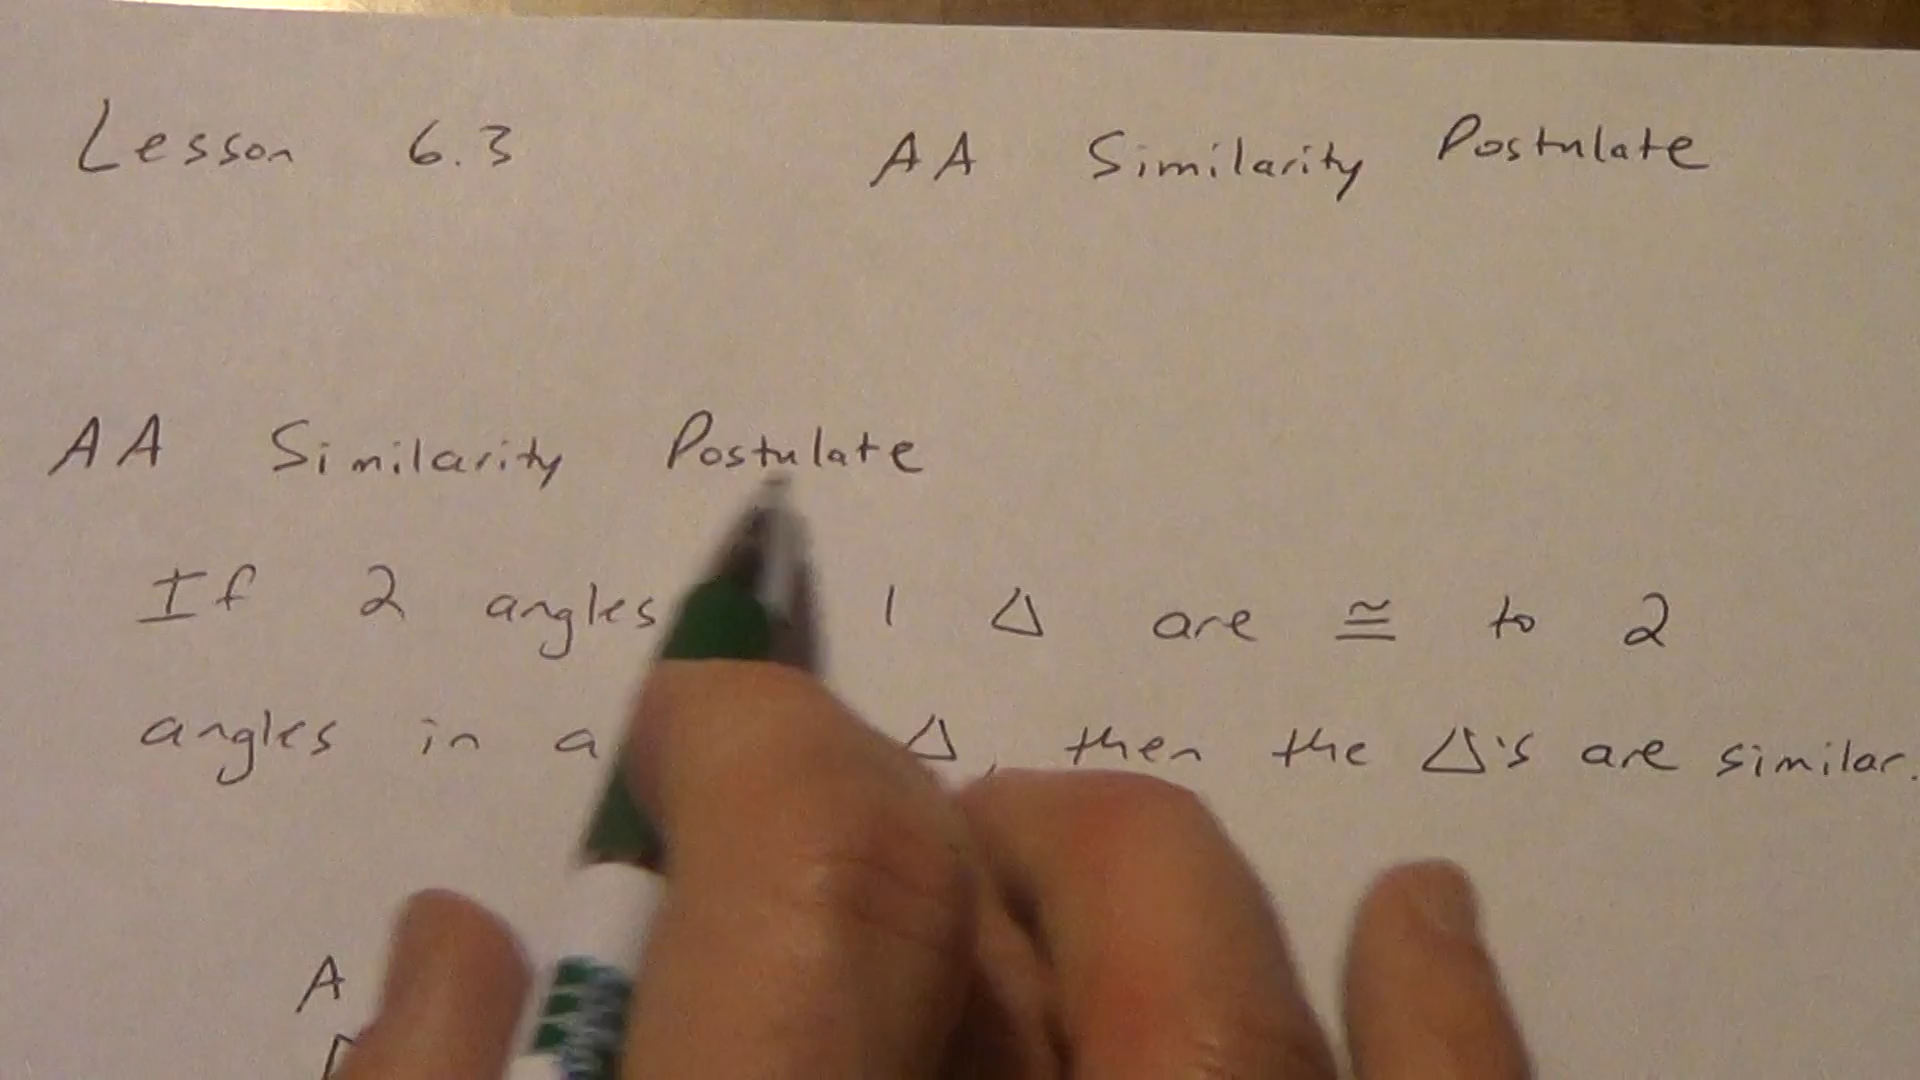 Lesson 6.3 AA Similarity Postulate
AA Similarity Postulate
If 2 angles 1 △ are ≅ to 2
angles in a △, then the △'s are similar.
A